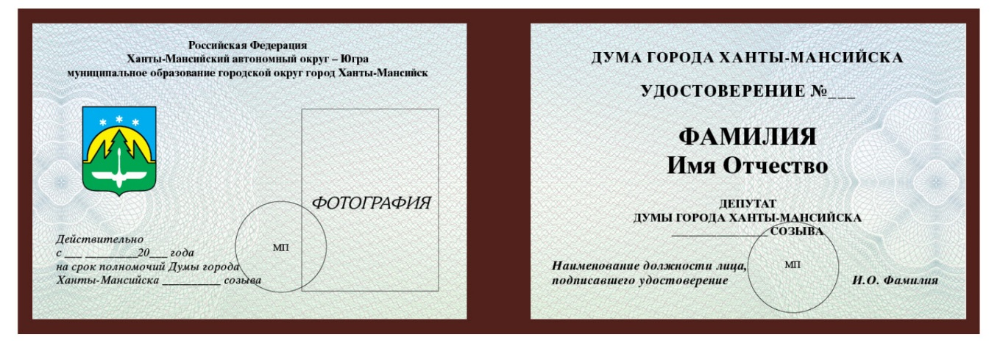 Российская Федерация
Ханты-Мансийский автономный округ – Югра
муниципальное образование городской округ город Ханты-Мансийск
ФОТОГРАФИЯ
МП
Действительно
с ___ _________20___ года
на срок полномочий Думы города
Ханты-Мансийска __________ созыва
ДУМА ГОРОДА ХАНТЫ-МАНСИЙСКА
УДОСТОВЕРЕНИЕ №___
ФАМИЛИЯ
Имя Отчество
ДЕПУТАТ
ДУМЫ ГОРОДА ХАНТЫ-МАНСИЙСКА
_________________ СОЗЫВА
Наименование должности лица,
подписавшего удостоверение
МП
И.О. Фамилия